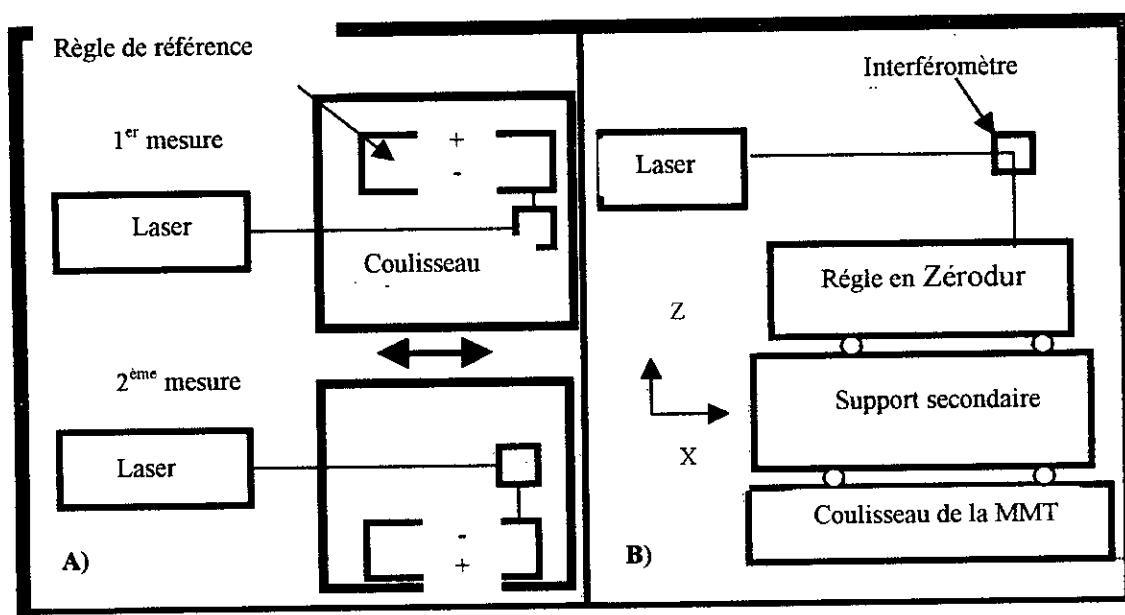 Règle de référence
1er mesure
+
-
Laser
Coulisseau
2ème mesure
Laser
-
+
A)
Interféromètre
Laser
Régle en Zérodur
Z
Support secondaire
X
Coulisseau de la MMT
B)